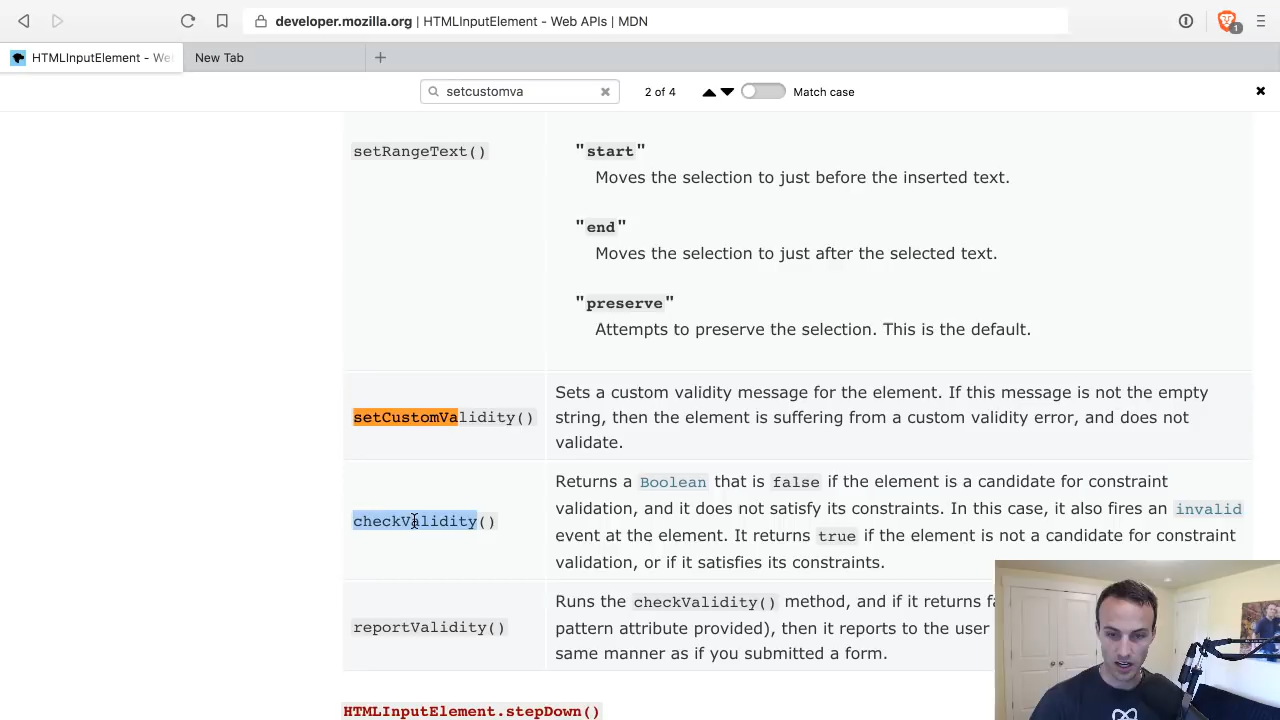 developer.mozilla.org | HTMLInputElement - Web APIs | MDN
1
HTMLInputElement - We
New Tab
setcustomva
2 of 4
Match case
setRangeText()
"start"
Moves the selection to just before the inserted text.
"end"
Moves the selection to just after the selected text.
"preserve"
Attempts to preserve the selection. This is the default.
setCustomValidity()
Sets a custom validity message for the element. If this message is not the empty
string, then the element is suffering from a custom validity error, and does not
validate.
checkValidity()
Returns a Boolean that is false if the element is a candidate for constraint
validation, and it does not satisfy its constraints. In this case, it also fires an invalid
event at the element. It returns true if the element is not a candidate for constraint
validation, or if it satisfies its constraints.
reportValidity()
Runs the checkValidity() method, and if it returns fa
pattern attribute provided), then it reports to the user
same manner as if you submitted a form.
HTMLInputElement.stepDown()